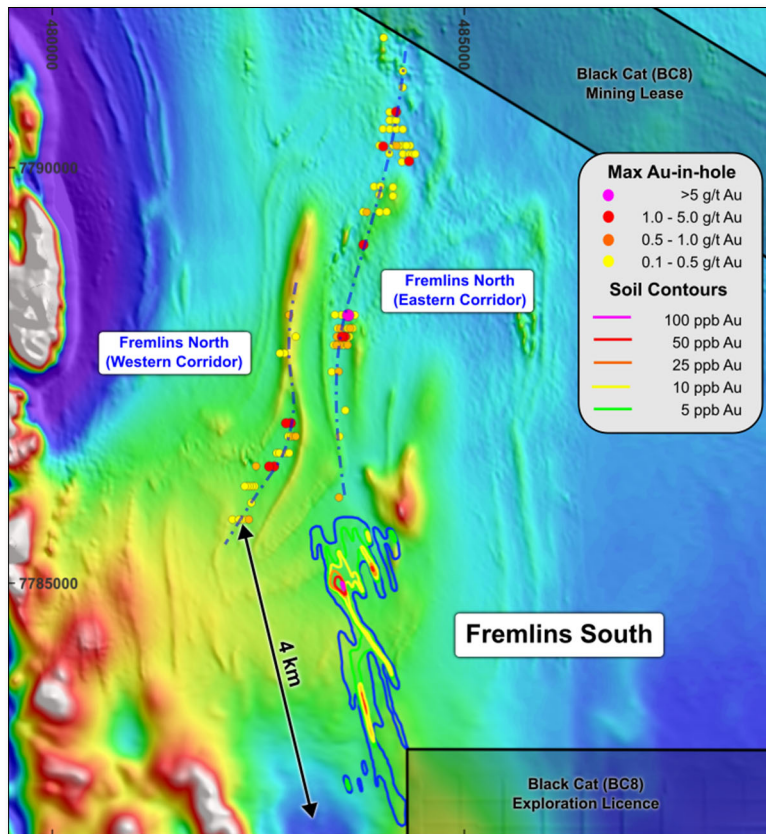 480000
485000
Black Cat (BC8)
Mining Lease
7790000
Max Au-in-hole
>5 g/t Au
1.0 - 5.0 g/t Au
0.5 - 1.0 g/t Au
0.1 - 0.5 g/t Au
Soil Contours
100 ppb Au
50 ppb Au
25 ppb Au
10 ppb Au
5 ppb Au
Fremlins North
(Eastern Corridor)
Fremlins North
(Western Corridor)
7785000
Fremlins South
4 km
Black Cat (BC8)
Exploration Licence